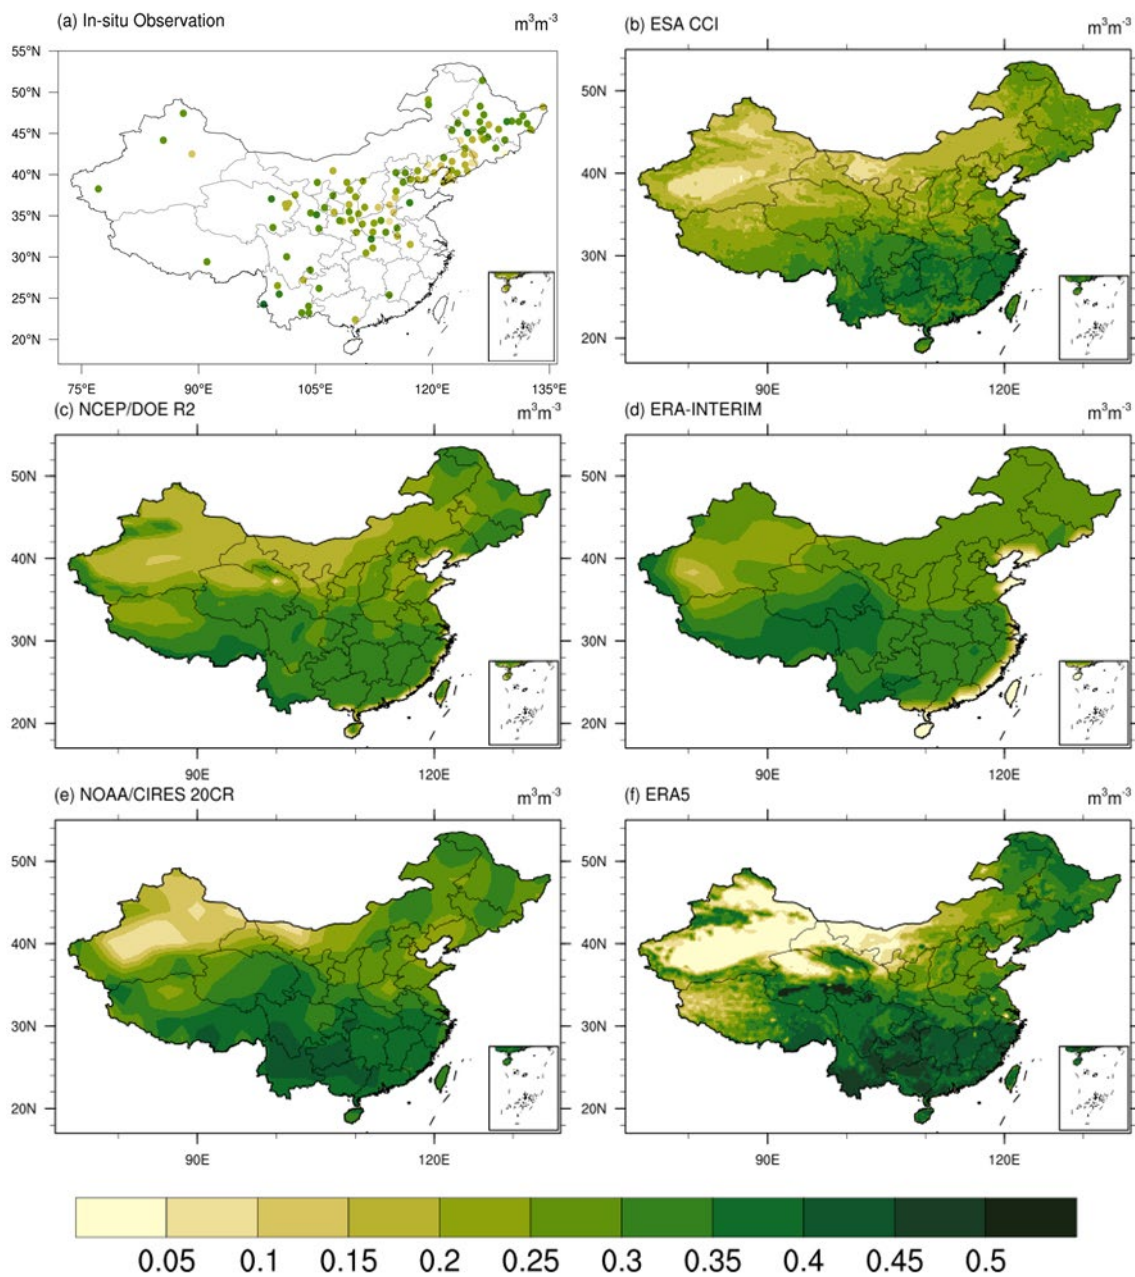 (a) In-situ Observation m³m⁻³
(b) ESA CCI m³m⁻³
55°N
50°N
45°N
40°N
35°N
30°N
25°N
20°N
75°E 90°E 105°E 120°E 135°E
50N
40N
30N
20N
90E 120E
(c) NCEP/DOE R2 m³m⁻³
(d) ERA-INTERIM m³m⁻³
50N
40N
30N
20N
90E 120E
50N
40N
30N
20N
90E 120E
(e) NOAA/CIRES 20CR m³m⁻³
(f) ERA5 m³m⁻³
50N
40N
30N
20N
90E 120E
50N
40N
30N
20N
90E 120E
0.05 0.1 0.15 0.2 0.25 0.3 0.35 0.4 0.45 0.5